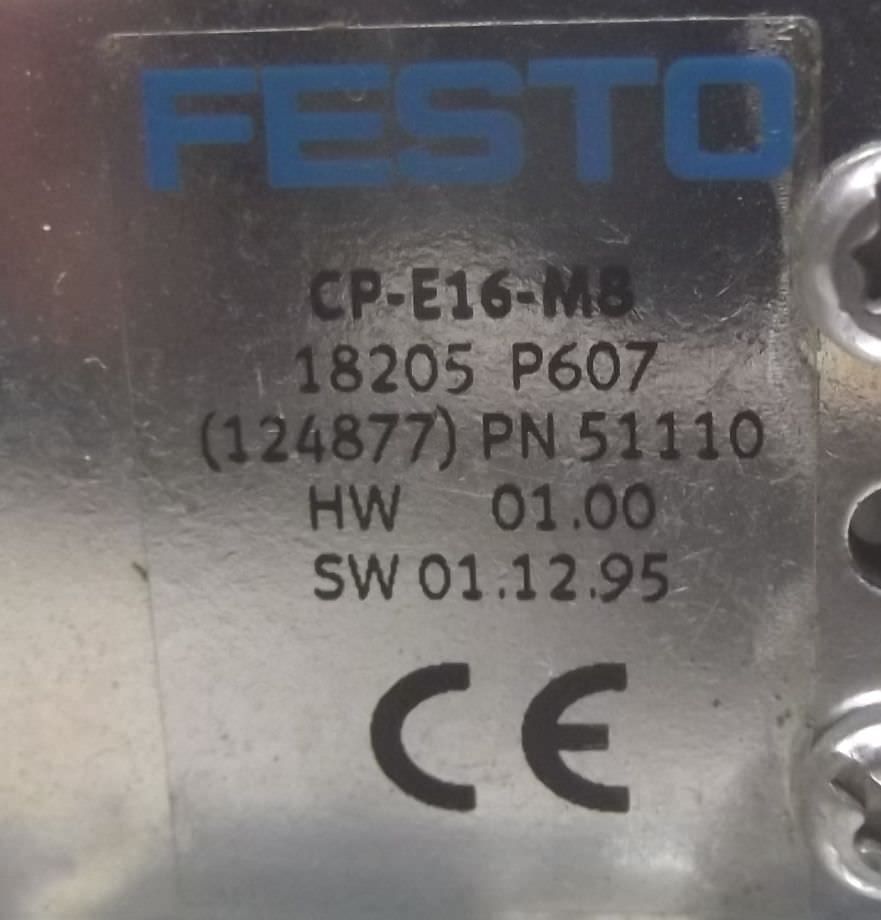 FESTO
CP-E16-M8
18205 P607
(124877) PN 51110
HW 01.00
SW 01.12.95
CE